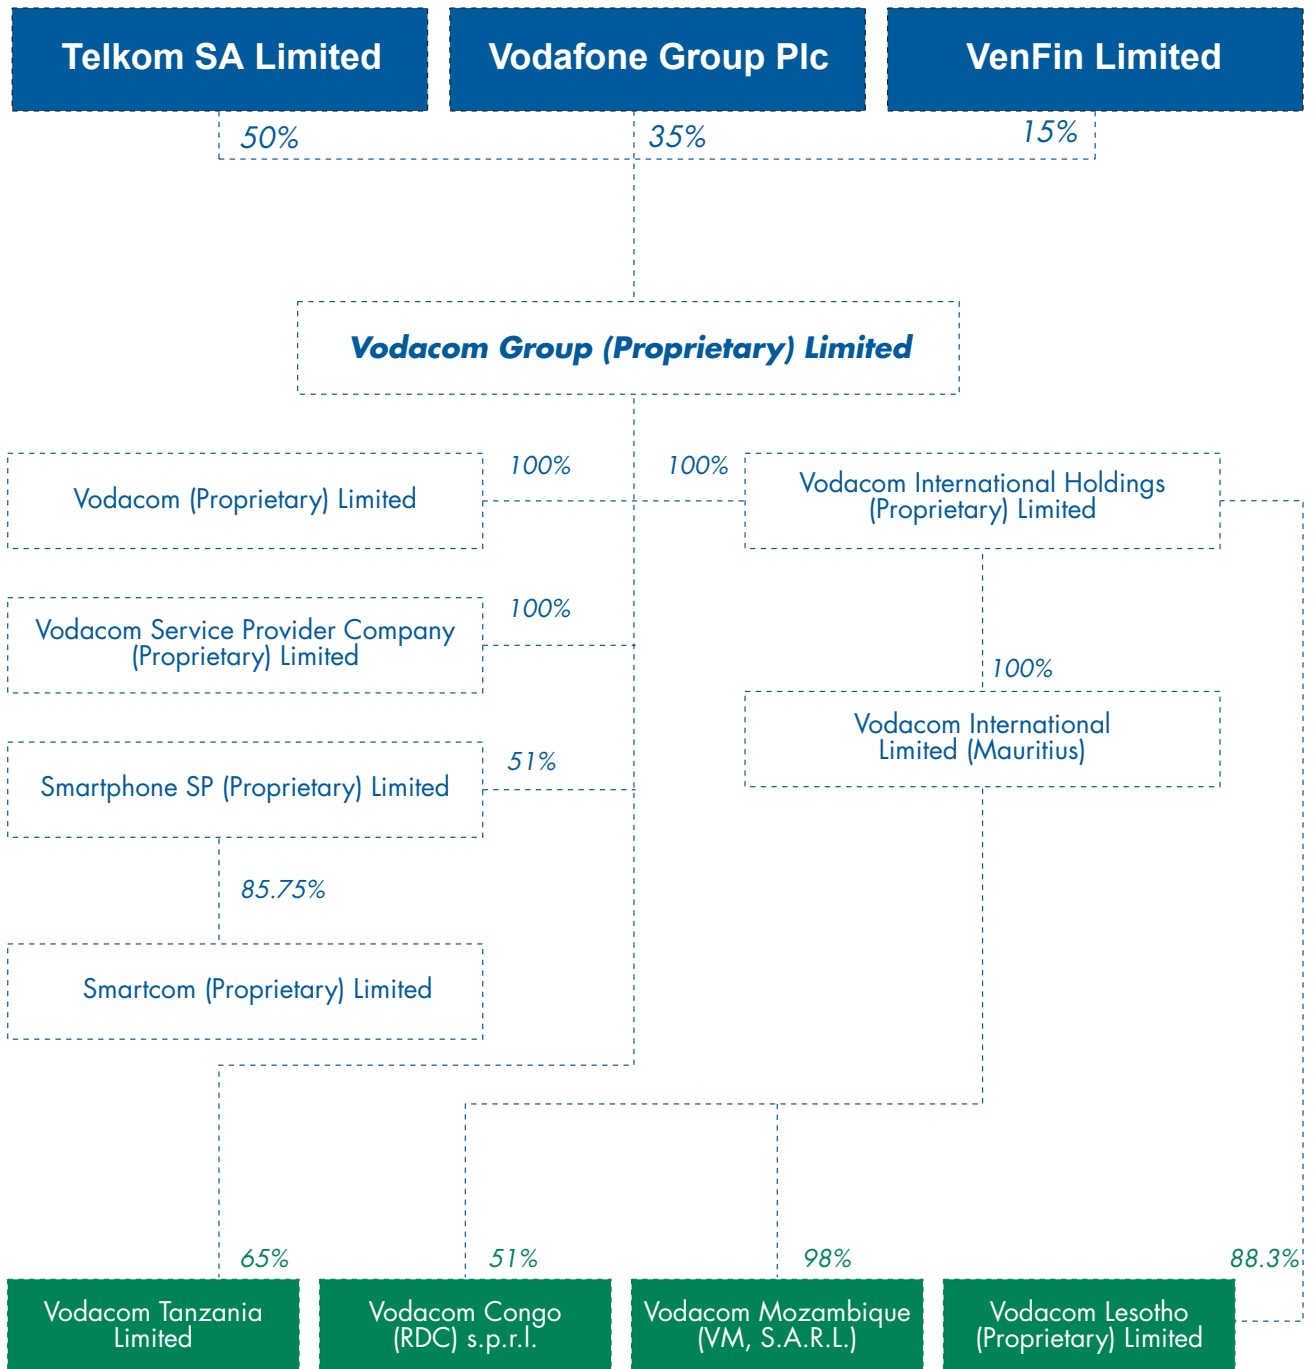 Telkom SA Limited
Vodafone Group Plc
VenFin Limited
50%
35%
15%
Vodacom Group (Proprietary) Limited
100%
100%
Vodacom (Proprietary) Limited
Vodacom International Holdings
(Proprietary) Limited
100%
Vodacom Service Provider Company
(Proprietary) Limited
100%
Vodacom International
Limited (Mauritius)
51%
Smartphone SP (Proprietary) Limited
85.75%
Smartcom (Proprietary) Limited
65%
51%
98%
88.3%
Vodacom Tanzania
Limited
Vodacom Congo
(RDC) s.p.r.l.
Vodacom Mozambique
(VM, S.A.R.L.)
Vodacom Lesotho
(Proprietary) Limited